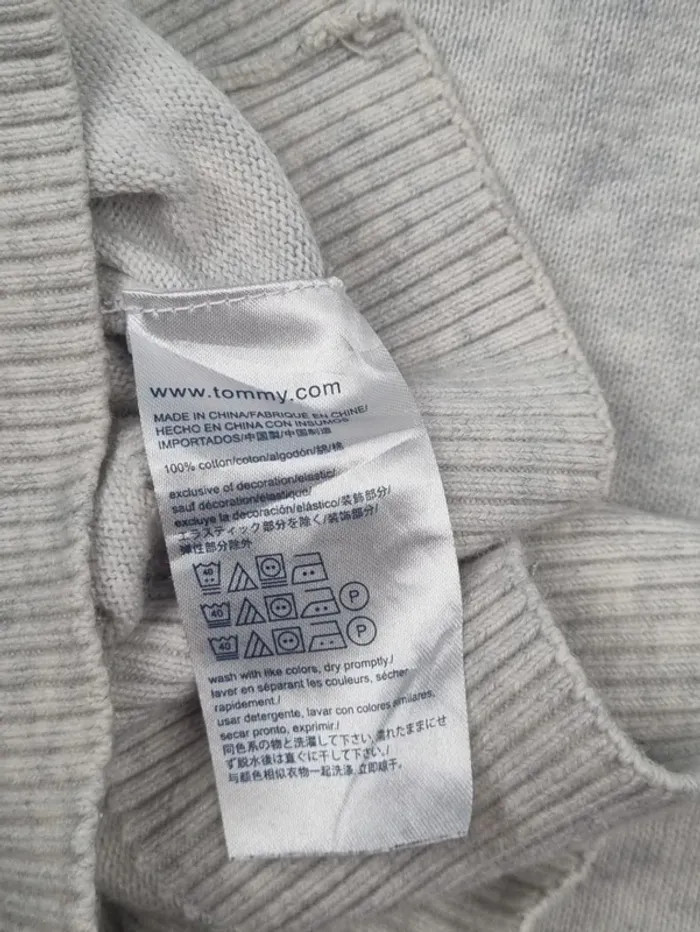 www.tommy.com
MADE IN CHINA/FABRIQUÉ EN CHINE/
HECHO EN CHINA CON INSUMOS
IMPORTADOS/中国製/中国制造
100% cotton/coton/algodón/綿/棉
exclusive of decoration/elastic/
sauf décoration/élastique/
excluye la decoración/elástico/装飾部分/
エラスティック部分を除く/装饰部分/
弹性部分除外
40
40 P
40 P
wash with like colors, dry promptly./
laver en séparant les couleurs, sécher
rapidement./
usar detergente, lavar con colores similares,
secar pronto, exprimir./
同色系の物と洗濯して下さい,濡れたままにせ
ず脱水後は直ぐに干して下さい./
与颜色相似衣物一起洗涤,立即晾干.